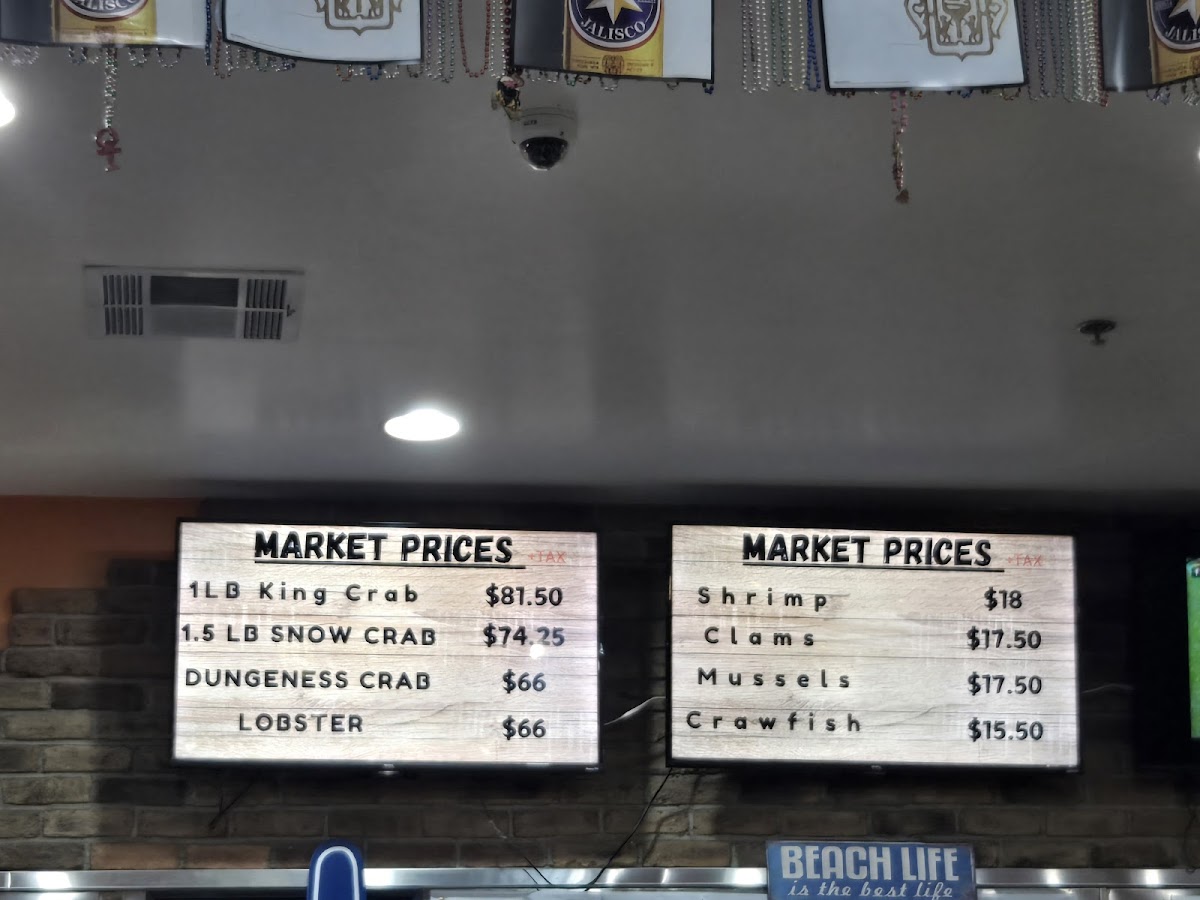 JALISCO
JALISCO
MARKET PRICES +TAX
1LB King Crab $81.50
1.5 LB SNOW CRAB $74.25
DUNGENESS CRAB $66
LOBSTER $66
MARKET PRICES +TAX
Shrimp $18
Clams $17.50
Mussels $17.50
Crawfish $15.50
BEACH LIFE
is the best life